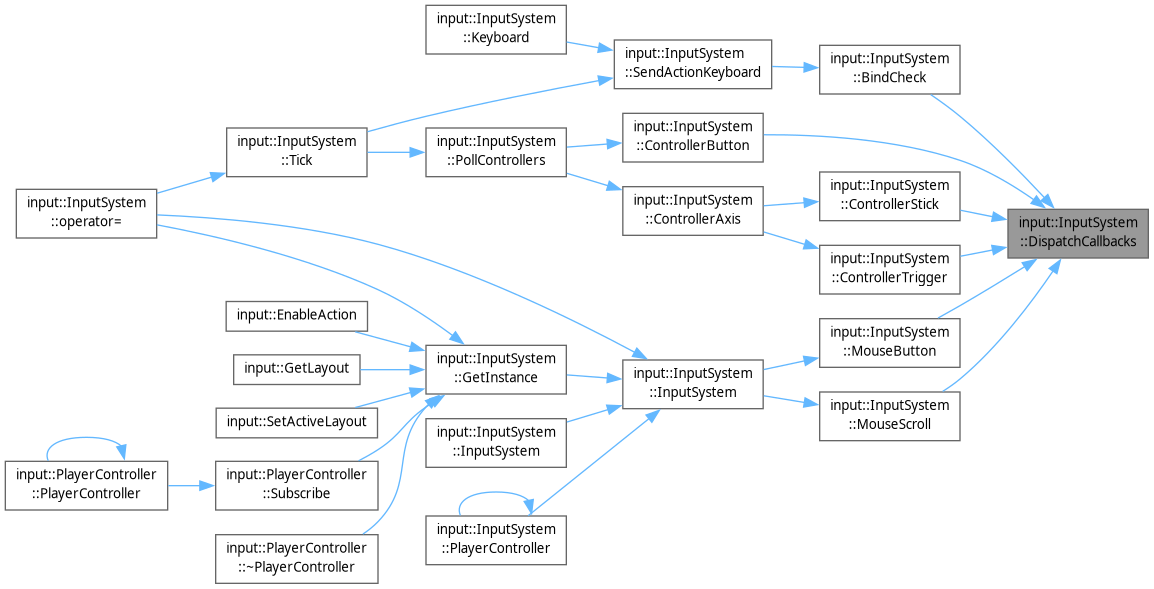 input::InputSystem
::Keyboard
input::InputSystem
::SendActionKeyboard
input::InputSystem
::BindCheck
input::InputSystem
::Tick
input::InputSystem
::PollControllers
input::InputSystem
::ControllerButton
input::InputSystem
::operator=
input::InputSystem
::ControllerAxis
input::InputSystem
::ControllerStick
input::InputSystem
::DispatchCallbacks
input::InputSystem
::ControllerTrigger
input::EnableAction
input::InputSystem
::MouseButton
input::GetLayout
input::InputSystem
::GetInstance
input::InputSystem
::InputSystem
input::SetActiveLayout
input::InputSystem
::InputSystem
input::InputSystem
::MouseScroll
input::PlayerController
::PlayerController
input::PlayerController
::Subscribe
input::InputSystem
::PlayerController
input::PlayerController
::~PlayerController